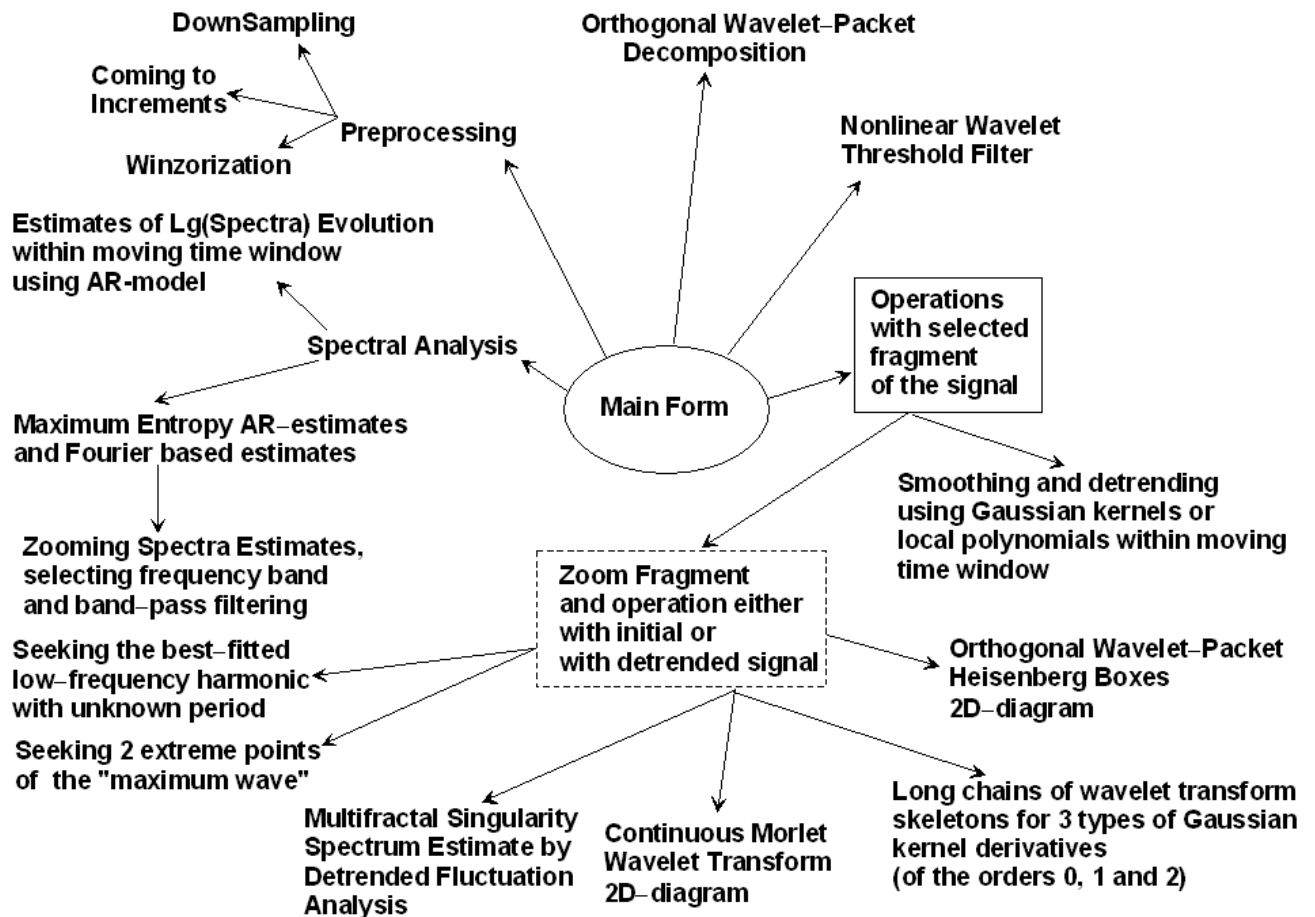 DownSampling
Orthogonal Wavelet–Packet
Decomposition
Coming to
Increments
Preprocessing
Nonlinear Wavelet
Threshold Filter
Winzorization
Estimates of Lg(Spectra) Evolution
within moving time window
using AR-model
Operations
with selected
fragment
of the signal
Spectral Analysis
Main Form
Maximum Entropy AR–estimates
and Fourier based estimates
Smoothing and detrending
using Gaussian kernels or
local polynomials within moving
time window
Zooming Spectra Estimates,
selecting frequency band
and band–pass filtering
Zoom Fragment
and operation either
with initial or
with detrended signal
Seeking the best–fitted
low–frequency harmonic
with unknown period
Orthogonal Wavelet–Packet
Heisenberg Boxes
2D–diagram
Seeking 2 extreme points
of the "maximum wave"
Multifractal Singularity
Spectrum Estimate by
Detrended Fluctuation
Analysis
Continuous Morlet
Wavelet Transform
2D–diagram
Long chains of wavelet transform
skeletons for 3 types of Gaussian
kernel derivatives
(of the orders 0, 1 and 2)